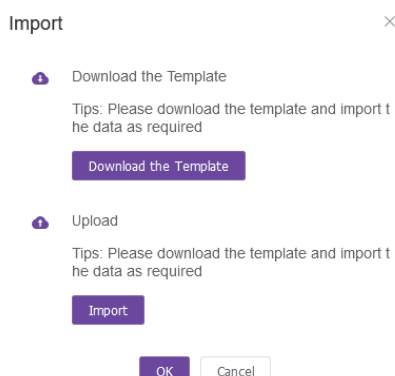 Import
Download the Template
Tips: Please download the template and import t
he data as required
Download the Template
Upload
Tips: Please download the template and import t
he data as required
Import
OK
Cancel